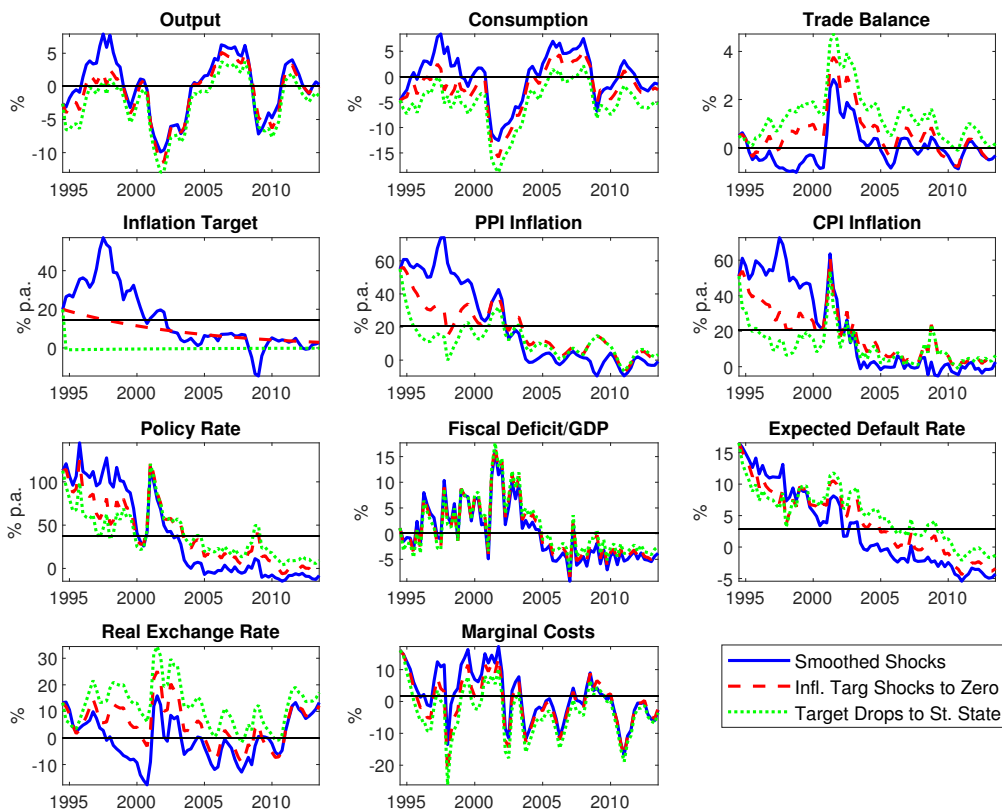 Output
Consumption
Trade Balance
%
5
0
-5
-10
1995 2000 2005 2010
%
5
0
-5
-10
-15
1995 2000 2005 2010
%
4
2
0
1995 2000 2005 2010
Inflation Target
PPI Inflation
CPI Inflation
% p.a.
40
20
0
1995 2000 2005 2010
% p.a.
60
40
20
0
1995 2000 2005 2010
% p.a.
60
40
20
0
1995 2000 2005 2010
Policy Rate
Fiscal Deficit/GDP
Expected Default Rate
% p.a.
100
50
0
1995 2000 2005 2010
%
15
10
5
0
-5
1995 2000 2005 2010
%
15
10
5
0
-5
1995 2000 2005 2010
Real Exchange Rate
Marginal Costs
%
30
20
10
0
-10
1995 2000 2005 2010
%
10
0
-10
-20
1995 2000 2005 2010
Smoothed Shocks
Infl. Targ Shocks to Zero
Target Drops to St. State